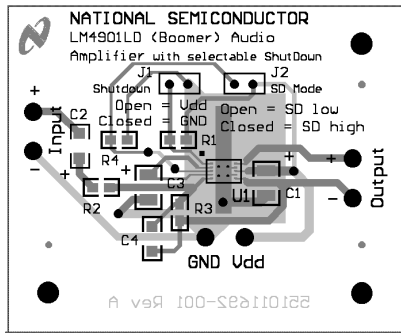 NATIONAL SEMICONDUCTOR
LM4901LD (Boomer) Audio
Amplifier with selectable ShutDown
J1
J2
Shutdown
SD Mode
Open = Vdd
Closed = GND
Open = SD low
Closed = SD high
+
Input
-
C2
+
R4
R1
R2
+
C3
R3
C4
U1
+
C1
+
-
Output
GND Vdd
551011692-001 Rev A